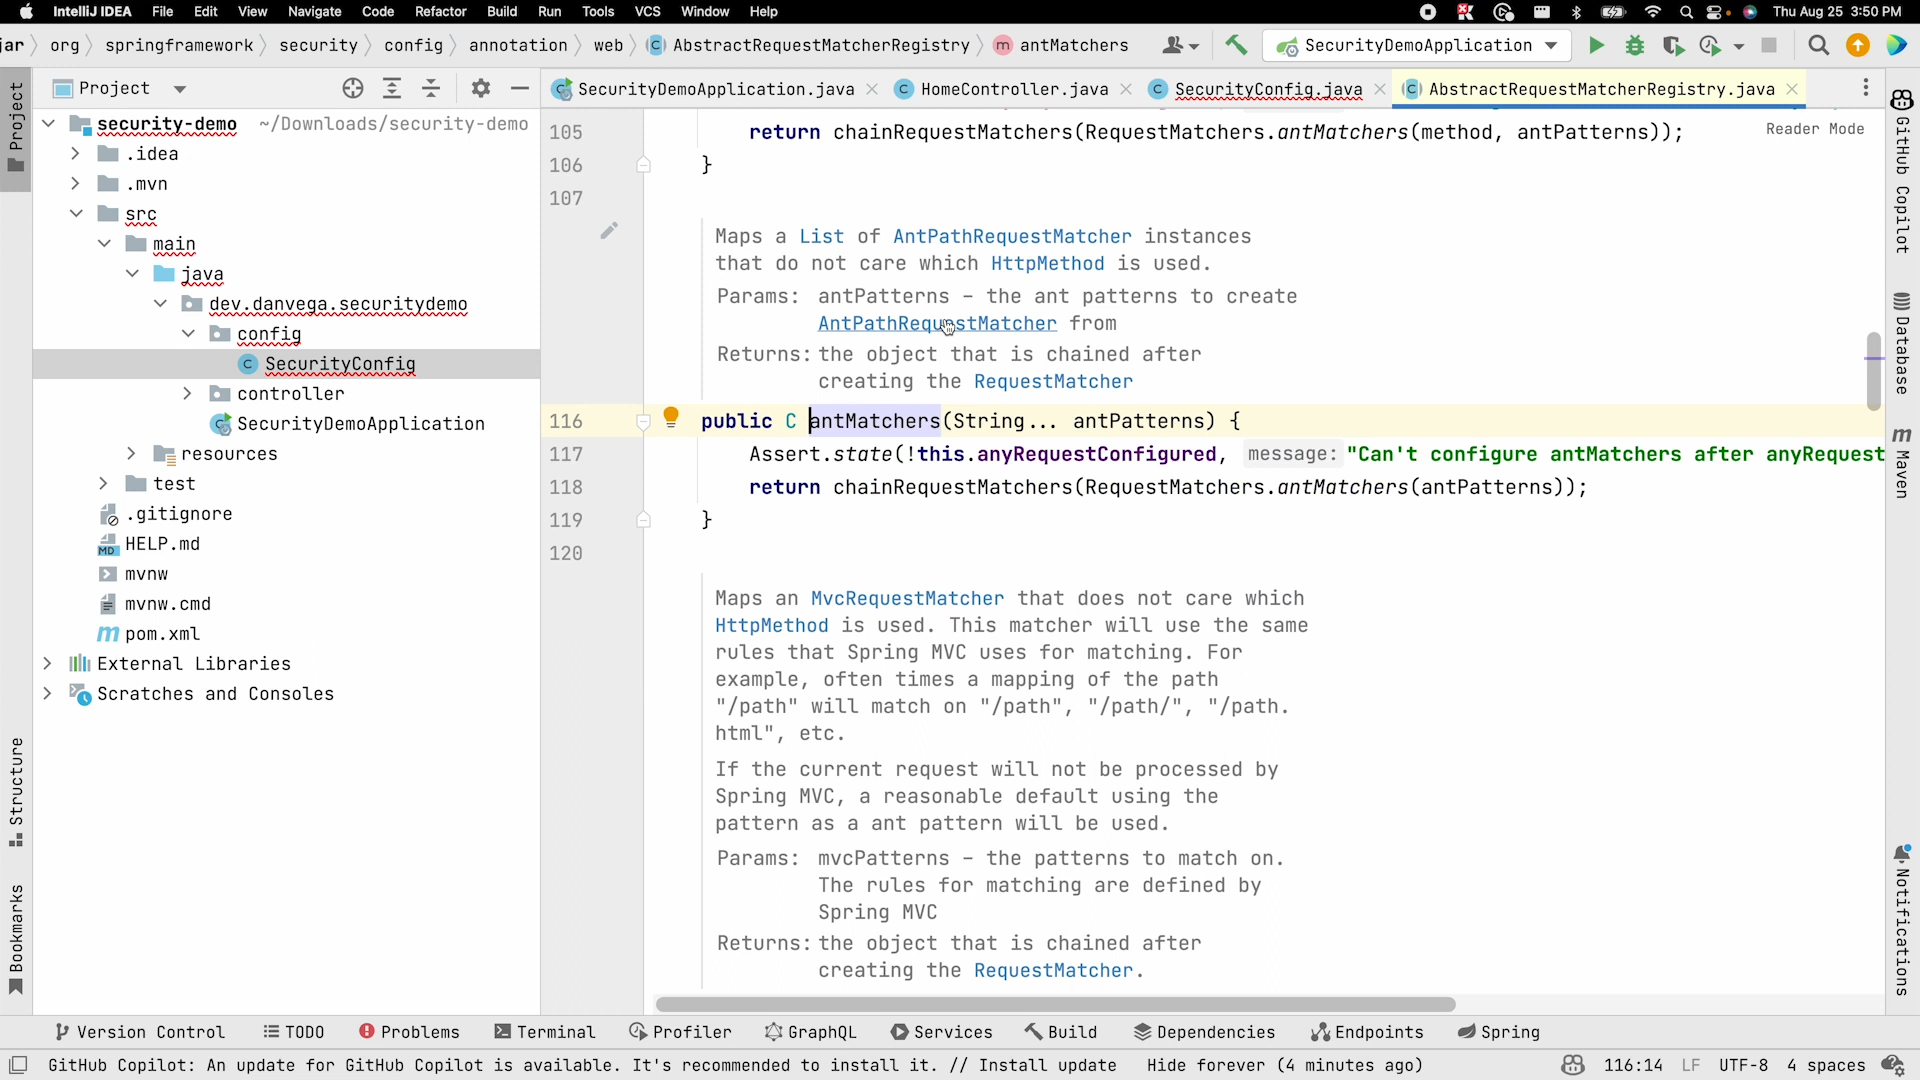 IntelliJ IDEA File Edit View Navigate Code Refactor Build Run Tools VCS Window Help Thu Aug 25 3:50 PM
jar org springframework security config annotation web AbstractRequestMatcherRegistry antMatchers SecurityDemoApplication
Project SecurityDemoApplication.java HomeController.java SecurityConfig.java AbstractRequestMatcherRegistry.java
Project
security-demo ~/Downloads/security-demo
.idea
.mvn
src
main
java
dev.danvega.securitydemo
config
SecurityConfig
controller
SecurityDemoApplication
resources
test
.gitignore
HELP.md
mvnw
mvnw.cmd
pom.xml
External Libraries
Scratches and Consoles
Structure
Bookmarks
Reader Mode
105 return chainRequestMatchers(RequestMatchers.antMatchers(method, antPatterns));
106 }
107
Maps a List of AntPathRequestMatcher instances
that do not care which HttpMethod is used.
Params: antPatterns – the ant patterns to create
AntPathRequestMatcher from
Returns: the object that is chained after
creating the RequestMatcher
116 public C antMatchers(String... antPatterns) {
117 Assert.state(!this.anyRequestConfigured, message: "Can't configure antMatchers after anyRequest
118 return chainRequestMatchers(RequestMatchers.antMatchers(antPatterns));
119 }
120
Maps an MvcRequestMatcher that does not care which
HttpMethod is used. This matcher will use the same
rules that Spring MVC uses for matching. For
example, often times a mapping of the path
"/path" will match on "/path", "/path/", "/path.
html", etc.
If the current request will not be processed by
Spring MVC, a reasonable default using the
pattern as a ant pattern will be used.
Params: mvcPatterns – the patterns to match on.
The rules for matching are defined by
Spring MVC
Returns: the object that is chained after
creating the RequestMatcher.
GitHub Copilot
Database
Maven
Notifications
Version Control TODO Problems Terminal Profiler GraphQL Services Build Dependencies Endpoints Spring
GitHub Copilot: An update for GitHub Copilot is available. It's recommended to install it. // Install update Hide forever (4 minutes ago) 116:14 LF UTF-8 4 spaces